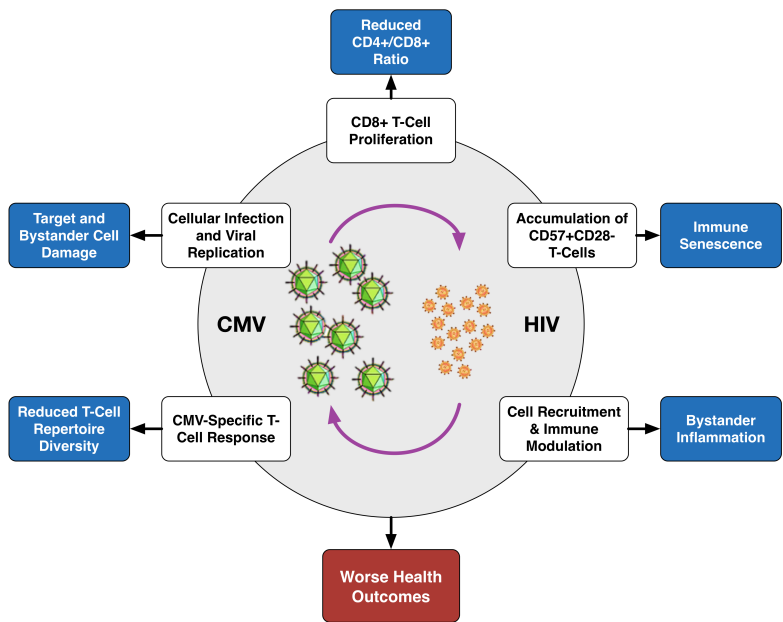 Reduced
CD4+/CD8+
Ratio
CD8+ T-Cell
Proliferation
Target and
Bystander Cell
Damage
Cellular Infection
and Viral
Replication
Accumulation of
CD57+CD28-
T-Cells
Immune
Senescence
CMV
HIV
Reduced T-Cell
Repertoire
Diversity
CMV-Specific T-
Cell Response
Cell Recruitment
& Immune
Modulation
Bystander
Inflammation
Worse Health
Outcomes